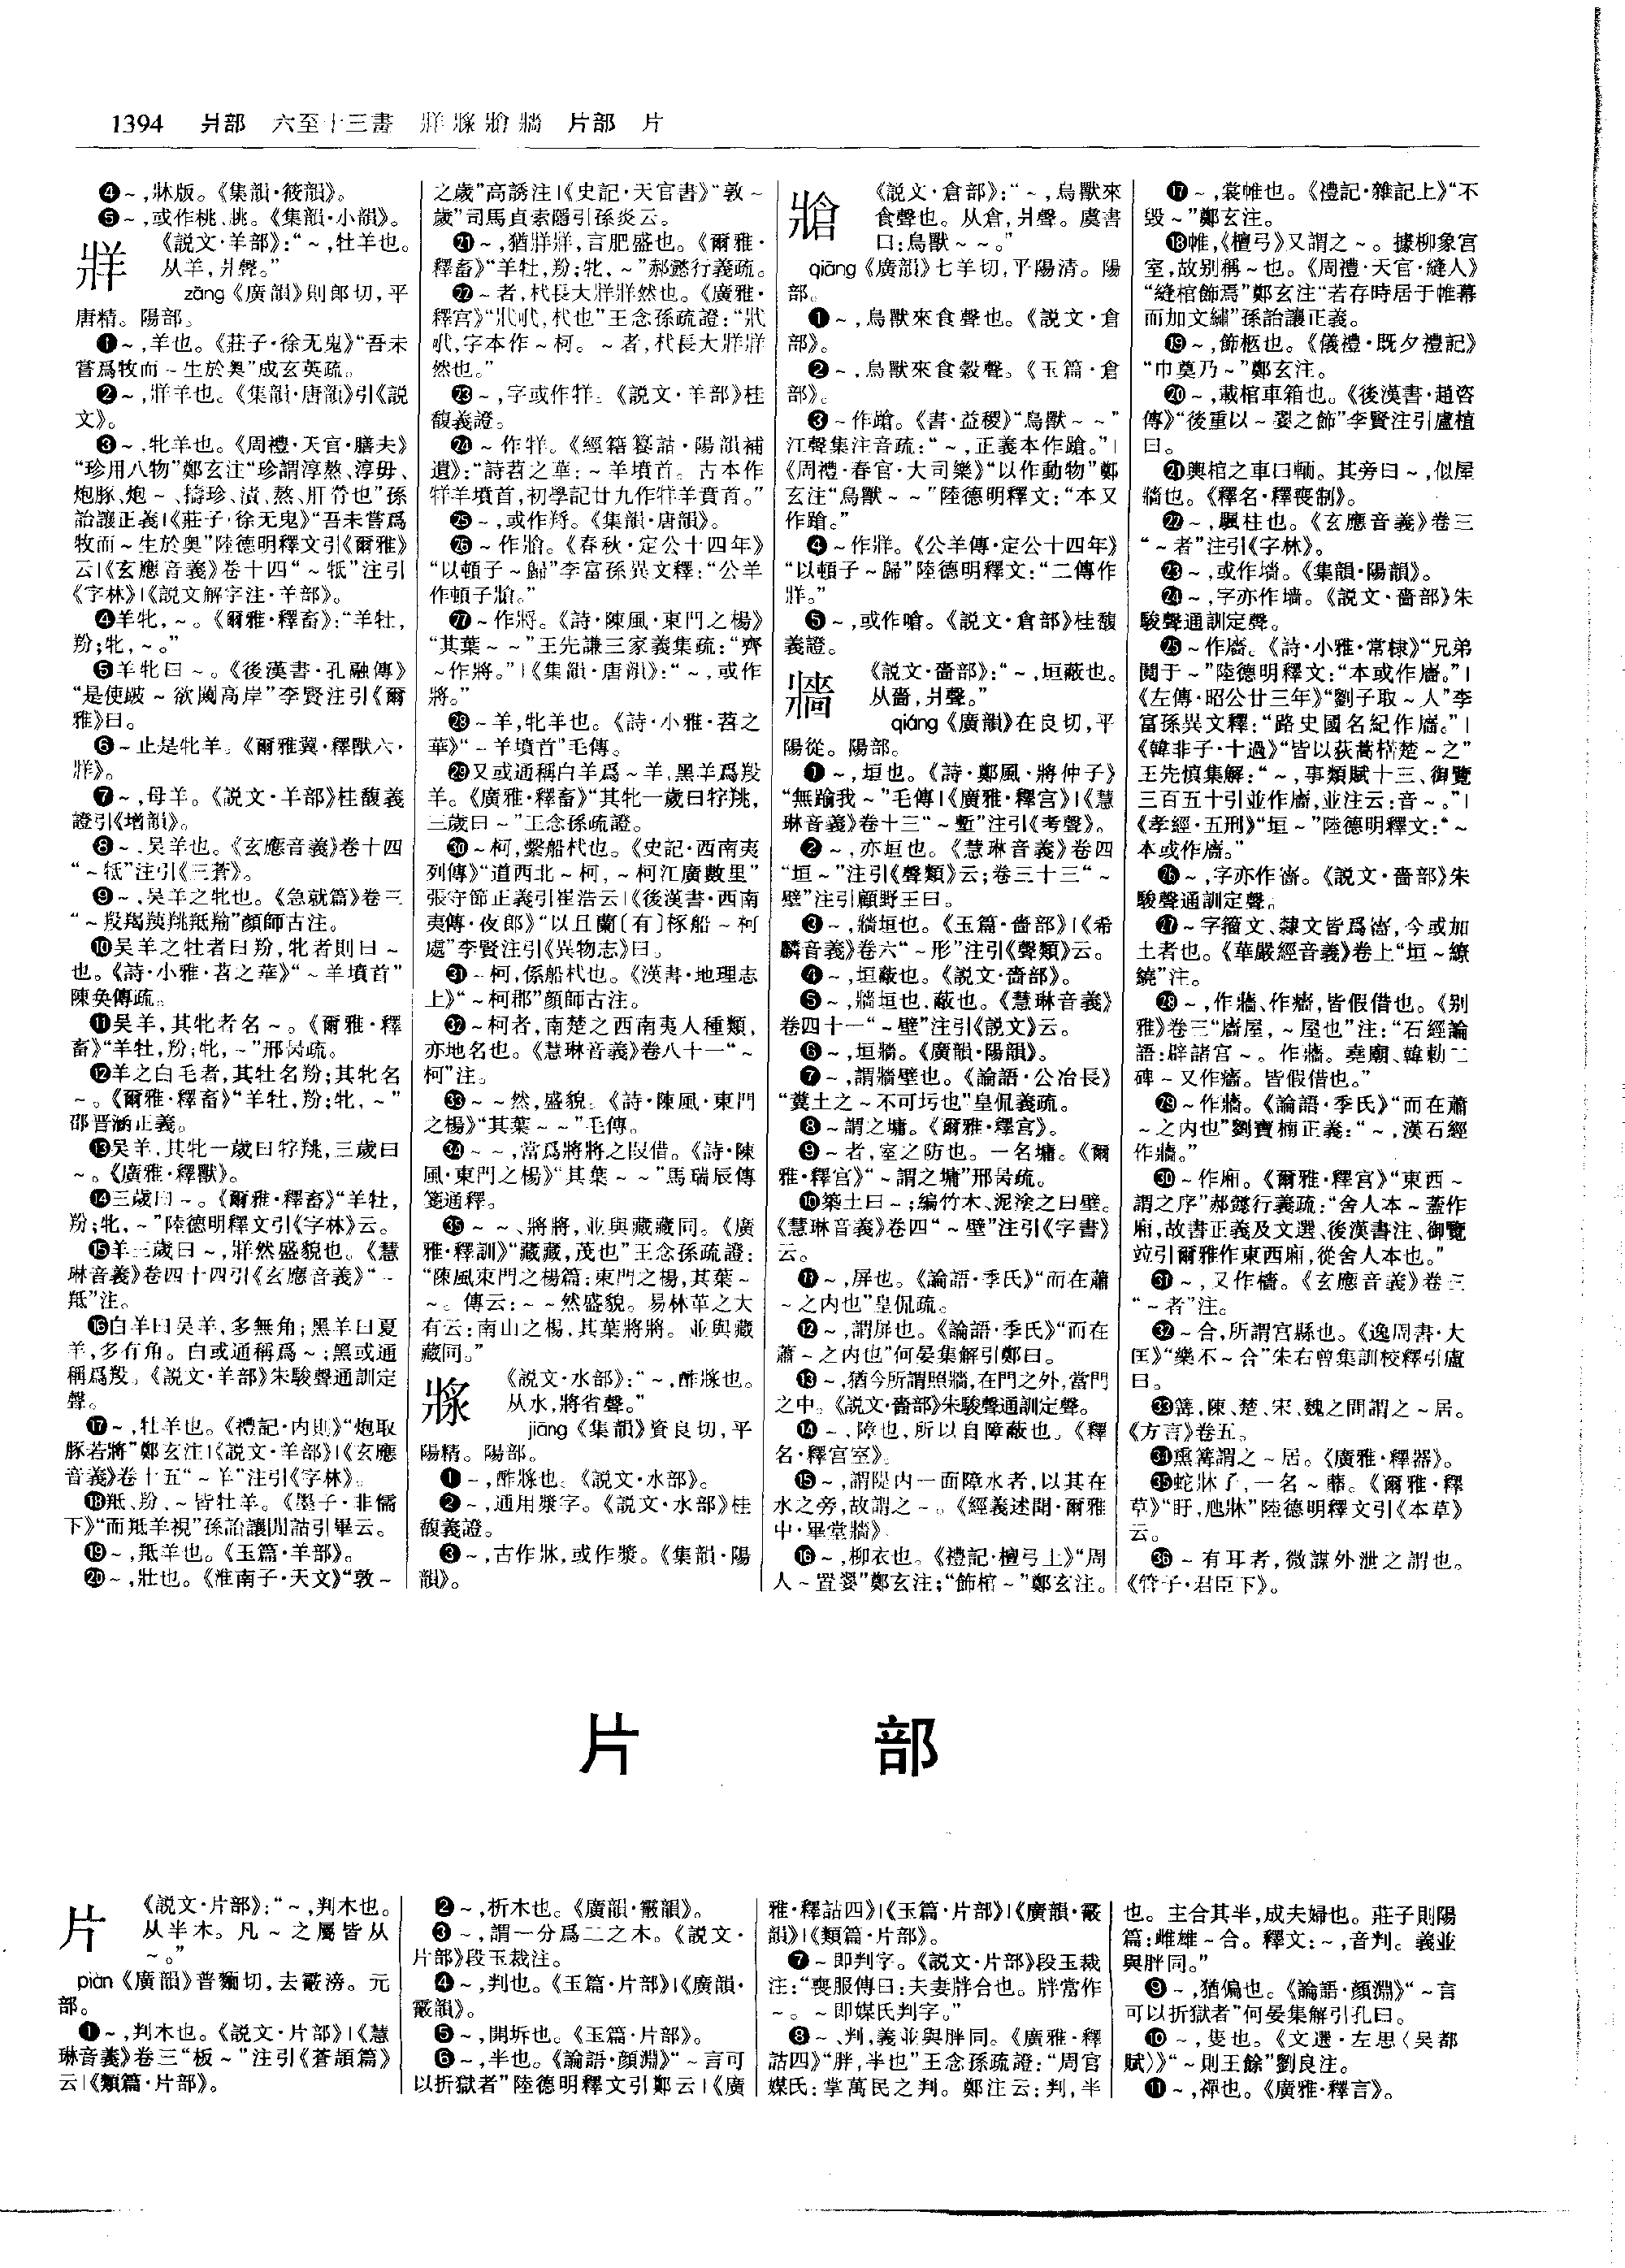 1394 爿部 六至十三畫 牂𤖅牄牆 片部 片
❹~,牀版。《集韻·筱韻》。
❺~,或作桃、㸠。《集韻·小韻》。
牂 《説文·羊部》:“~,牡羊也。
从羊,爿聲。”
zāng《廣韻》則郎切,平
唐精。陽部。
❶~,羊也。《莊子·徐无鬼》“吾未
嘗爲牧而~生於奥”成玄英疏。
❷~,牂羊也。《集韻·唐韻》引《説
文》。
❸~,牝羊也。《周禮·天官·膳夫》
“珍用八物”鄭玄注“珍謂淳熬、淳毋、
炮豚、炮~、擣珍、漬、熬、肝膋也”孫
詒讓正義|《莊子·徐无鬼》“吾未嘗爲
牧而~生於奥”陸德明釋文引《爾雅》
云|《玄應音義》卷十四“~羝”注引
《字林》|《説文解字注·羊部》。
❹羊牝,~。《爾雅·釋畜》:“羊牡,
羒;牝,~。”
❺羊牝曰~。《後漢書·孔融傳》
“是使跛~欲闚高岸”李賢注引《爾
雅》曰。
❻~止是牝羊。《爾雅翼·釋獸六·
牂》。
❼~,母羊。《説文·羊部》桂馥義
證引《增韻》。
❽~,吴羊也。《玄應音義》卷十四
“~羝”注引《三蒼》。
❾~,吴羊之牝也。《急就篇》卷三
“~羖羯羠𦍩羝羭”顔師古注。
❿吴羊之牡者曰羒,牝者則曰~
也。《詩·小雅·苕之華》“~羊墳首”
陳奂傳疏。
⓫吴羊,其牝者名~。《爾雅·釋
畜》“羊牡,羒;牝,~”邢昺疏。
⓬羊之白毛者,其牡名羒;其牝名
~。《爾雅·釋畜》“羊牡,羒;牝,~”
邵晋涵正義。
⓭吴羊,其牝一歲曰牸𦍩,三歲曰
~。《廣雅·釋獸》。
⓮三歲曰~。《爾雅·釋畜》“羊牡,
羒;牝,~”陸德明釋文引《字林》云。
⓯羊三歲曰~,牂然盛貌也。《慧
琳音義》卷四十四引《玄應音義》“~
羝”注。
⓰白羊曰吴羊,多無角;黑羊曰夏
羊,多有角。白或通稱爲~;黑或通
稱爲羖。《説文·羊部》朱駿聲通訓定
聲。
⓱~,牡羊也。《禮記·内則》“炮取
豚若將”鄭玄注|《説文·羊部》|《玄應
音義》卷十五“~羊”注引《字林》。
⓲羝、羒、~皆牡羊。《墨子·非儒
下》“而羝羊視”孫詒讓閒詁引畢云。
⓳~,羝羊也。《玉篇·羊部》。
⓴~,壯也。《淮南子·天文》“敦~
之歲”高誘注|《史記·天官書》“敦~
歲”司馬貞索隱引孫炎云。
㉑~,猶牂牂,言肥盛也。《爾雅·
釋畜》“羊牡,羒;牝,~”郝懿行義疏。
㉒~者,杙長大牂牂然也。《廣雅·
釋宫》“戕㦴,杙也”王念孫疏證:“戕
㦴,字本作~柯。~者,杙長大牂牂
然也。”
㉓~,字或作牪。《説文·羊部》桂
馥義證。
㉔~作牪。《經籍籑詁·陽韻補
遺》:“詩苕之華:~羊墳首。古本作
牪羊墳首,初學記廿九作牪羊賁首。”
㉕~,或作䍧。《集韻·唐韻》。
㉖~作牄。《春秋·定公十四年》
“以頓子~歸”李富孫異文釋:“公羊
作頓子牄。”
㉗~作將。《詩·陳風·東門之楊》
“其葉~~”王先謙三家義集疏:“齊
~作將。”|《集韻·唐韻》:“~,或作
將。”
㉘~羊,牝羊也。《詩·小雅·苕之
華》“~羊墳首”毛傳。
㉙又或通稱白羊爲~羊,黑羊爲羖
羊。《廣雅·釋畜》“其牝一歲曰牸𦍩,
三歲曰~”王念孫疏證。
㉚~柯,繫船杙也。《史記·西南夷
列傳》“道西北~柯,~柯江廣數里”
張守節正義引崔浩云|《後漢書·西南
夷傳·夜郎》“以且蘭〔有〕椓船~柯
處”李賢注引《異物志》曰。
㉛~柯,係船杙也。《漢書·地理志
上》“~柯郡”顔師古注。
㉜~柯者,南楚之西南夷人種類,
亦地名也。《慧琳音義》卷八十一“~
柯”注。
㉝~~然,盛貌。《詩·陳風·東門
之楊》“其葉~~”毛傳。
㉞~~,當爲將將之叚借。《詩·陳
風·東門之楊》“其葉~~”馬瑞辰傳
箋通釋。
㉟~~、將將,並與藏藏同。《廣
雅·釋訓》“藏藏,茂也”王念孫疏證:
“陳風東門之楊篇:東門之楊,其葉~
~。傳云:~~然盛貌。易林革之大
有云:南山之楊,其葉將將。並與藏
藏同。”
𤖅 《説文·水部》:“~,酢𤖅也。
从水,將省聲。”
jiāng《集韻》資良切,平
陽精。陽部。
❶~,酢𤖅也。《説文·水部》。
❷~,通用漿字。《説文·水部》桂
馥義證。
❸~,古作牀,或作漿。《集韻·陽
韻》。
牄 《説文·倉部》:“~,鳥獸來
食聲也。从倉,爿聲。虞書
曰:鳥獸~~。”
qiāng《廣韻》七羊切,平陽清。陽
部。
❶~,鳥獸來食聲也。《説文·倉
部》。
❷~,鳥獸來食穀聲。《玉篇·倉
部》。
❸~作蹌。《書·益稷》“鳥獸~~”
江聲集注音疏:“~,正義本作蹌。”|
《周禮·春官·大司樂》“以作動物”鄭
玄注“鳥獸~~”陸德明釋文:“本又
作蹌。”
❹~作牂。《公羊傳·定公十四年》
“以頓子~歸”陸德明釋文:“二傳作
牂。”
❺~,或作嗆。《説文·倉部》桂馥
義證。
牆 《説文·嗇部》:“~,垣蔽也。
从嗇,爿聲。”
qiáng《廣韻》在良切,平
陽從。陽部。
❶~,垣也。《詩·鄭風·將仲子》
“無踰我~”毛傳|《廣雅·釋宫》|《慧
琳音義》卷十三“~塹”注引《考聲》。
❷~,亦垣也。《慧琳音義》卷四
“垣~”注引《聲類》云;卷三十三“~
壁”注引顧野王曰。
❸~,牆垣也。《玉篇·嗇部》|《希
麟音義》卷六“~形”注引《聲類》云。
❹~,垣蔽也。《説文·嗇部》。
❺~,牆垣也,蔽也。《慧琳音義》
卷四十一“~壁”注引《説文》云。
❻~,垣牆。《廣韻·陽韻》。
❼~,謂牆壁也。《論語·公冶長》
“糞土之~不可圬也”皇侃義疏。
❽~謂之墉。《爾雅·釋宫》。
❾~者,室之防也。一名墉。《爾
雅·釋宫》“~謂之墉”邢昺疏。
❿築土曰~;編竹木、泥塗之曰壁。
《慧琳音義》卷四“~壁”注引《字書》
云。
⓫~,屏也。《論語·季氏》“而在蕭
~之内也”皇侃疏。
⓬~,謂屏也。《論語·季氏》“而在
蕭~之内也”何晏集解引鄭曰。
⓭~,猶今所謂照牆,在門之外,當門
之中。《説文·嗇部》朱駿聲通訓定聲。
⓮~,障也,所以自障蔽也。《釋
名·釋宫室》。
⓯~,謂隄内一面障水者,以其在
水之旁,故謂之~。《經義述聞·爾雅
中·畢堂牆》。
⓰~,柳衣也。《禮記·檀弓上》“周
人~置翣”鄭玄注;“飾棺~”鄭玄注。
⓱~,裳帷也。《禮記·雜記上》“不
毁~”鄭玄注。
⓲帷,《檀弓》又謂之~。據柳象宫
室,故别稱~也。《周禮·天官·縫人》
“縫棺飾焉”鄭玄注“若存時居于帷幕
而加文繡”孫詒讓正義。
⓳~,飾柩也。《儀禮·既夕禮記》
“巾奠乃~”鄭玄注。
⓴~,載棺車箱也。《後漢書·趙咨
傳》“後重以~翣之飾”李賢注引盧植
曰。
㉑輿棺之車曰輀。其旁曰~,似屋
牆也。《釋名·釋喪制》。
㉒~,颿柱也。《玄應音義》卷三
“~者”注引《字林》。
㉓~,或作墻。《集韻·陽韻》。
㉔~,字亦作墙。《説文·嗇部》朱
駿聲通訓定聲。
㉕~作廧。《詩·小雅·常棣》“兄弟
鬩于~”陸德明釋文:“本或作廧。”|
《左傳·昭公廿三年》“劉子取~人”李
富孫異文釋:“路史國名紀作廧。”|
《韓非子·十過》“皆以荻蒿楛楚~之”
王先慎集解:“~,事類賦十三、御覽
三百五十引並作廧,並注云:音~。”|
《孝經·五刑》“垣~”陸德明釋文:“~
本或作廧。”
㉖~,字亦作嗇。《説文·嗇部》朱
駿聲通訓定聲。
㉗~字籀文、隸文皆爲嗇,今或加
土者也。《華嚴經音義》卷上“垣~繚
繞”注。
㉘~,作牆、作癗,皆假借也。《别
雅》卷三“廧屋,~屋也”注:“石經論
語:辟諸宫~。作牆。堯廟、韓勑二
碑~又作廧。皆假借也。”
㉙~作牆。《論語·季氏》“而在蕭
~之内也”劉寶楠正義:“~,漢石經
作牆。”
㉚~作廂。《爾雅·釋宫》“東西~
謂之序”郝懿行義疏:“舍人本~蓋作
廂,故書正義及文選、後漢書注、御覽
竝引爾雅作東西廂,從舍人本也。”
㉛~,又作檣。《玄應音義》卷三
“~者”注。
㉜~合,所謂宫縣也。《逸周書·大
匡》“樂不~合”朱右曾集訓校釋引盧
曰。
㉝篝,陳、楚、宋、魏之間謂之~居。
《方言》卷五。
㉞熏篝謂之~居。《廣雅·釋器》。
㉟蛇牀子,一名~蘼。《爾雅·釋
草》“盱,虺牀”陸德明釋文引《本草》
云。
㊱~有耳者,微謀外泄之謂也。
《管子·君臣下》。
片 部
片 《説文·片部》:“~,判木也。
从半木。凡~之屬皆从
~。”
piàn《廣韻》普麵切,去霰滂。元
部。
❶~,判木也。《説文·片部》|《慧
琳音義》卷三“板~”注引《蒼頡篇》
云|《類篇·片部》。
❷~,析木也。《廣韻·霰韻》。
❸~,謂一分爲二之木。《説文·
片部》段玉裁注。
❹~,判也。《玉篇·片部》|《廣韻·
霰韻》。
❺~,開坼也。《玉篇·片部》。
❻~,半也。《論語·顔淵》“~言可
以折獄者”陸德明釋文引鄭云|《廣
雅·釋詁四》|《玉篇·片部》|《廣韻·霰
韻》|《類篇·片部》。
❼~即判字。《説文·片部》段玉裁
注:“喪服傳曰:夫妻牉合也。牉當作
~。~即媒氏判字。”
❽~、判,義並與胖同。《廣雅·釋
詁四》“胖,半也”王念孫疏證:“周官
媒氏:掌萬民之判。鄭注云:判,半
也。主合其半,成夫婦也。莊子則陽
篇:雌雄~合。釋文:~,音判。義並
與胖同。”
❾~,猶偏也。《論語·顔淵》“~言
可以折獄者”何晏集解引孔曰。
❿~,隻也。《文選·左思〈吴都
賦〉》“~則王餘”劉良注。
⓫~,禪也。《廣雅·釋言》。